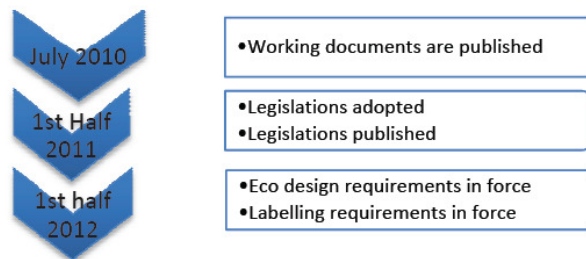 July 2010
•Working documents are published
1st Half
2011
•Legislations adopted
•Legislations published
1st half
2012
•Eco design requirements in force
•Labelling requirements in force